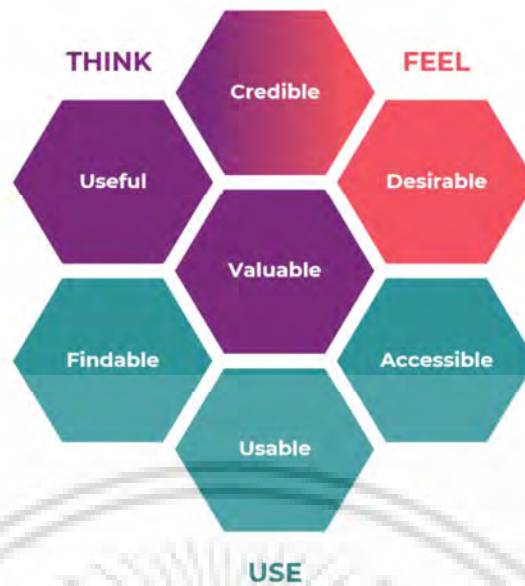 THINK
FEEL
Credible
Useful
Desirable
Valuable
Findable
Accessible
Usable
USE